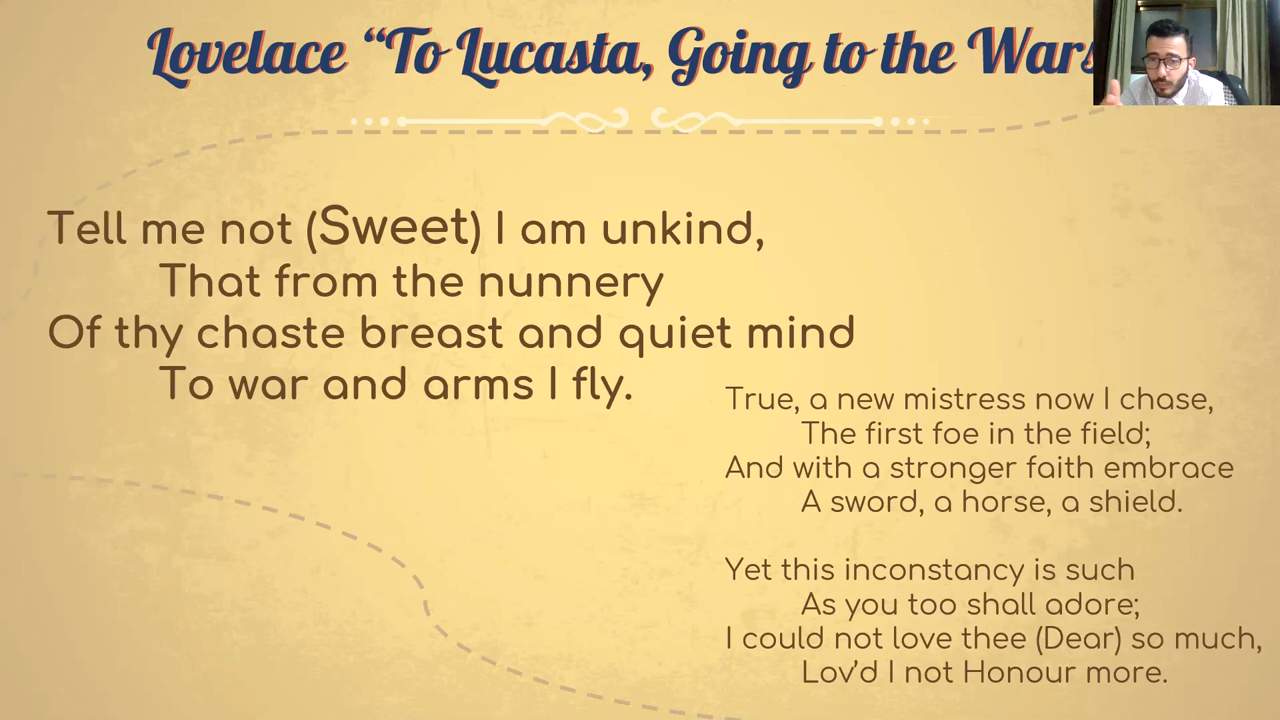 Lovelace “To Lucasta, Going to the Wars
Tell me not (Sweet) I am unkind,
That from the nunnery
Of thy chaste breast and quiet mind
To war and arms I fly.
True, a new mistress now I chase,
The first foe in the field;
And with a stronger faith embrace
A sword, a horse, a shield.
Yet this inconstancy is such
As you too shall adore;
I could not love thee (Dear) so much,
Lov’d I not Honour more.